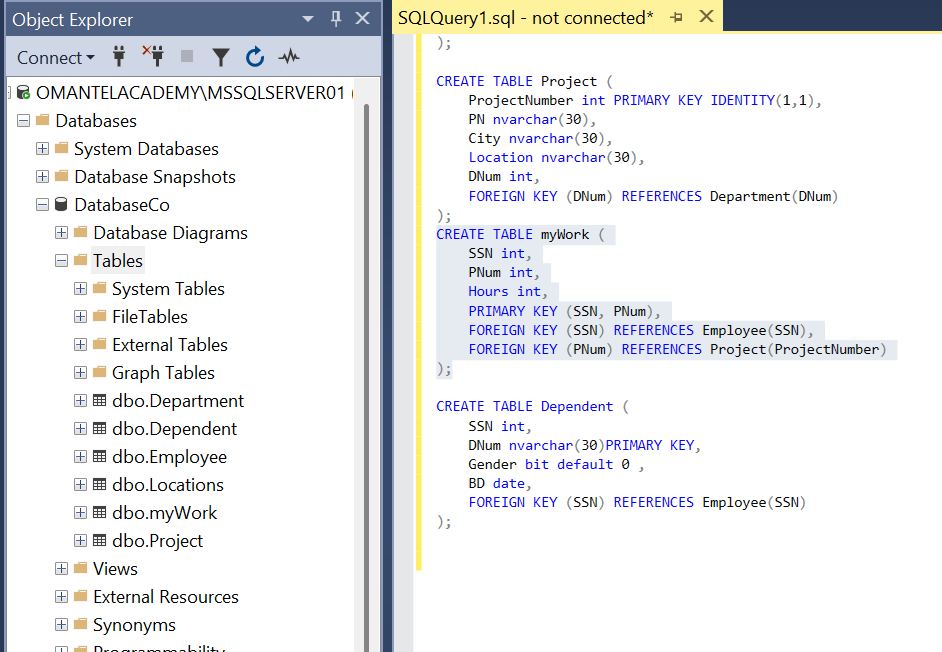 Object Explorer
Connect
OMANTELACADEMY\MSSQLSERVER01 (
Databases
System Databases
Database Snapshots
DatabaseCo
Database Diagrams
Tables
System Tables
FileTables
External Tables
Graph Tables
dbo.Department
dbo.Dependent
dbo.Employee
dbo.Locations
dbo.myWork
dbo.Project
Views
External Resources
Synonyms
Programmability
SQLQuery1.sql - not connected*
);
CREATE TABLE Project (
ProjectNumber int PRIMARY KEY IDENTITY(1,1),
PN nvarchar(30),
City nvarchar(30),
Location nvarchar(30),
DNum int,
FOREIGN KEY (DNum) REFERENCES Department(DNum)
);
CREATE TABLE myWork (
SSN int,
PNum int,
Hours int,
PRIMARY KEY (SSN, PNum),
FOREIGN KEY (SSN) REFERENCES Employee(SSN),
FOREIGN KEY (PNum) REFERENCES Project(ProjectNumber)
);
CREATE TABLE Dependent (
SSN int,
DNum nvarchar(30)PRIMARY KEY,
Gender bit default 0 ,
BD date,
FOREIGN KEY (SSN) REFERENCES Employee(SSN)
);